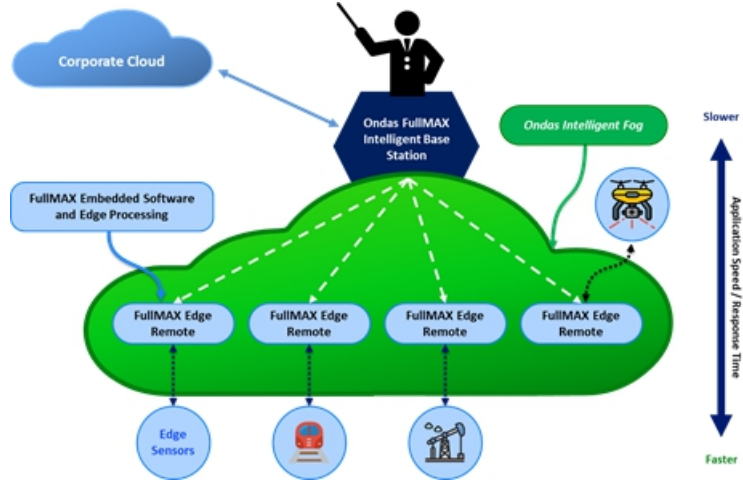 Corporate Cloud
Ondas FullMAX
Intelligent Base
Station
Ondas Intelligent Fog
Slower
FullMAX Embedded Software
and Edge Processing
Application Speed / Response Time
FullMAX Edge
Remote
FullMAX Edge
Remote
FullMAX Edge
Remote
FullMAX Edge
Remote
Edge
Sensors
Faster